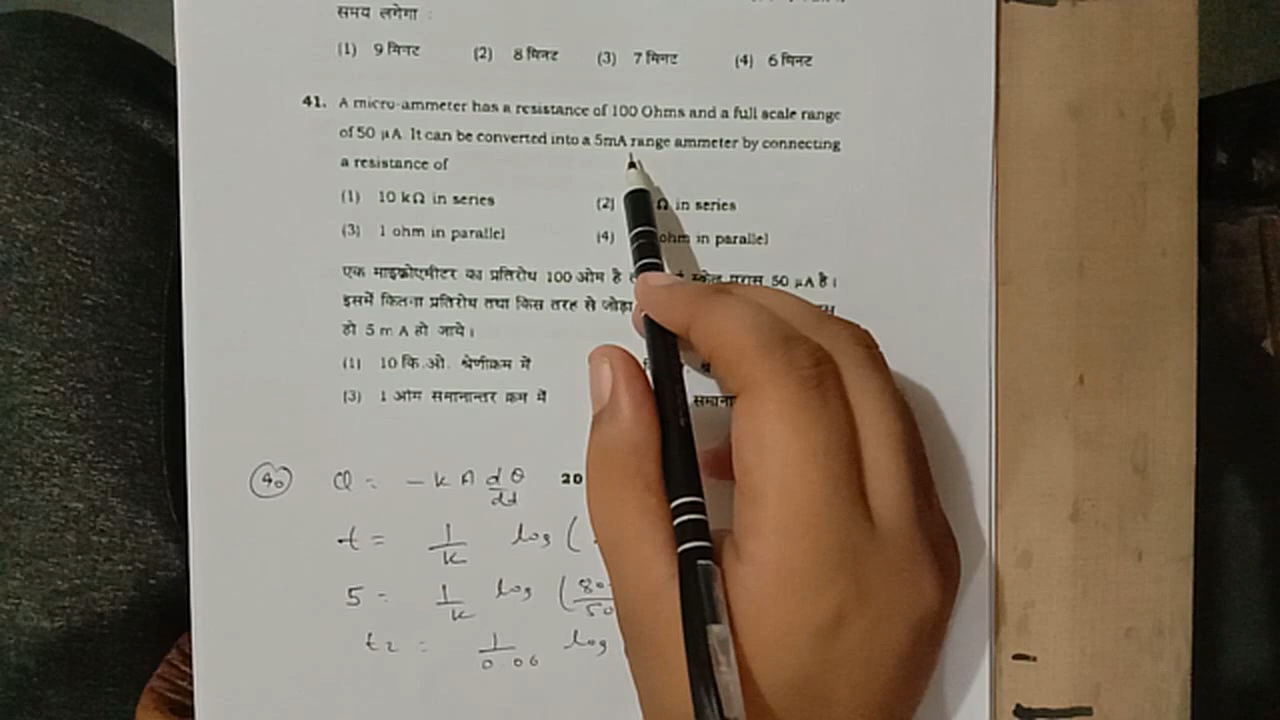 समय लगेगा :
(1) 9 मिनट (2) 8 मिनट (3) 7 मिनट (4) 6 मिनट
41. A micro-ammeter has a resistance of 100 Ohms and a full scale range
of 50 µA. It can be converted into a 5mA range ammeter by connecting
a resistance of
(1) 10 kΩ in series (2) Ω in series
(3) 1 ohm in parallel (4) ohm in parallel
एक माइक्रोएमीटर का प्रतिरोध 100 ओम है स्केल परास 50 µA है।
इसमें कितना प्रतिरोध तथा किस तरह से जोड़ा
हो 5 m A हो जाये।
(1) 10 कि.ओ. श्रेणीक्रम में
(3) 1 ओम समानान्तर क्रम में
40 Q = - K A dθ 20
t = 1/K log (
5 = 1/K log (80
50
t2 = 1/0.06 log